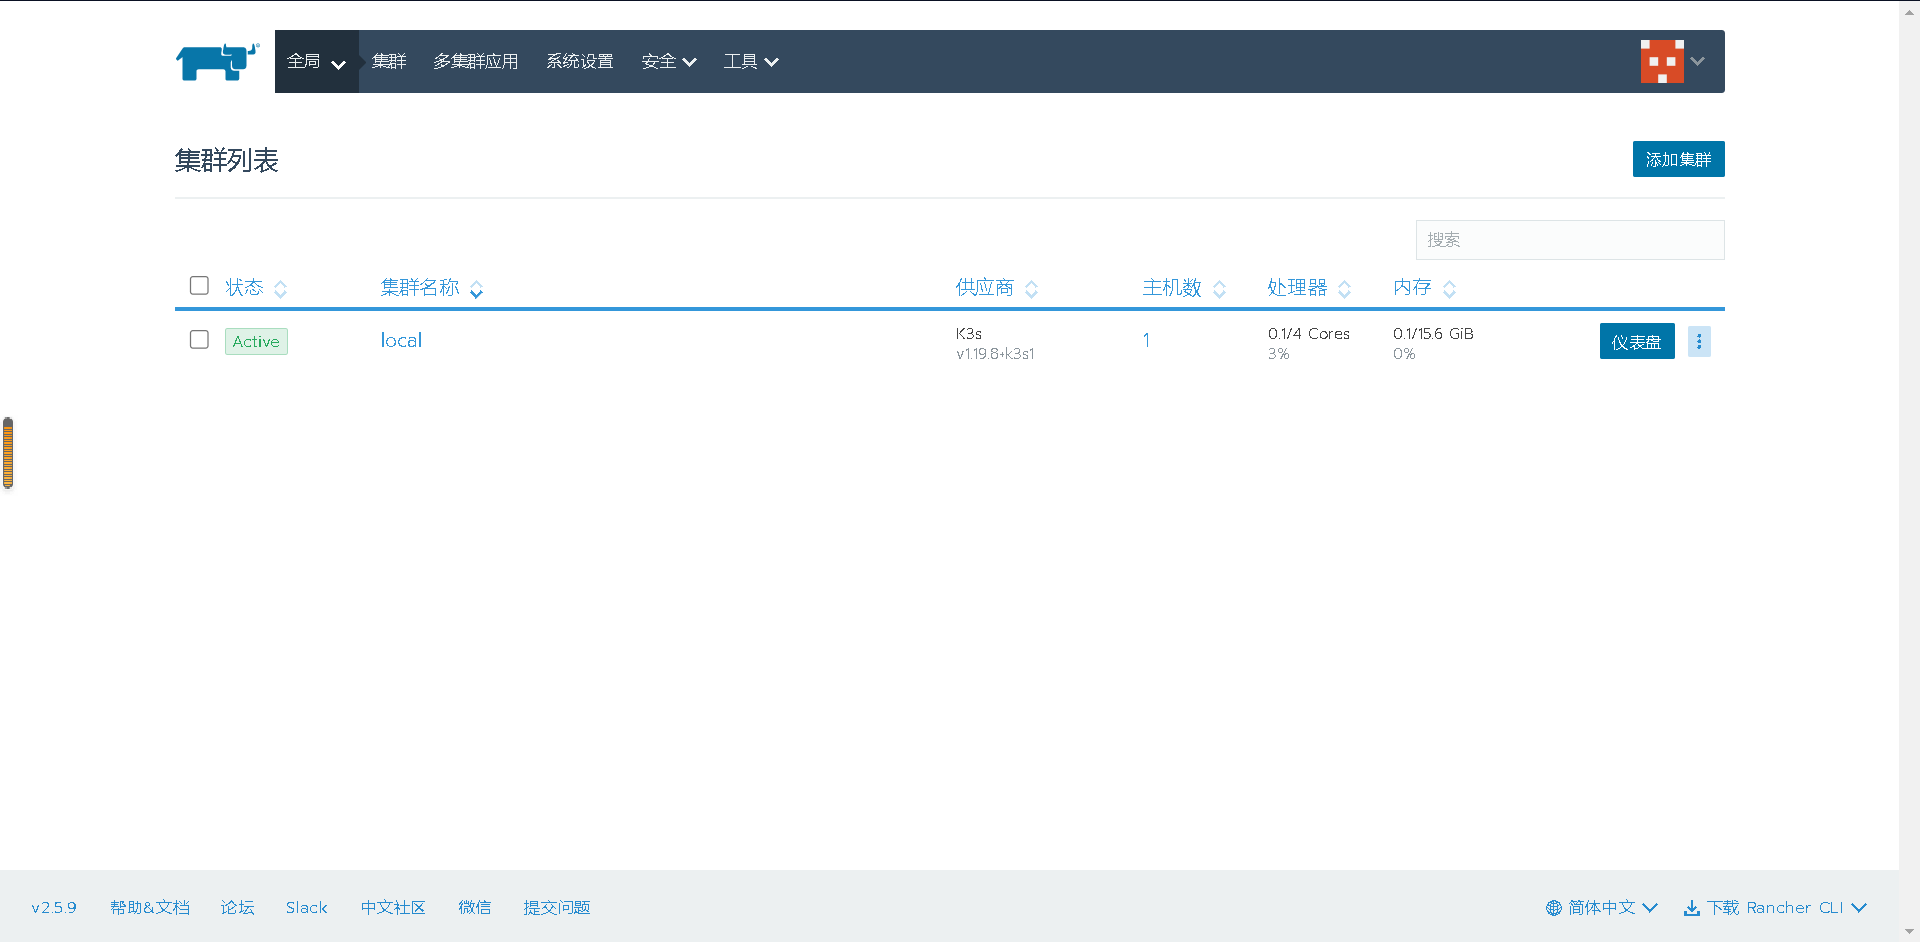 全局 集群 多集群应用 系统设置 安全 工具
集群列表 添加集群
搜索
状态 集群名称 供应商 主机数 处理器 内存
Active local K3s 1 0.1/4 Cores 0.1/15.6 GiB 仪表盘
v1.19.8+k3s1 3% 0%
v2.5.9 帮助&文档 论坛 Slack 中文社区 微信 提交问题 简体中文 下载 Rancher CLI